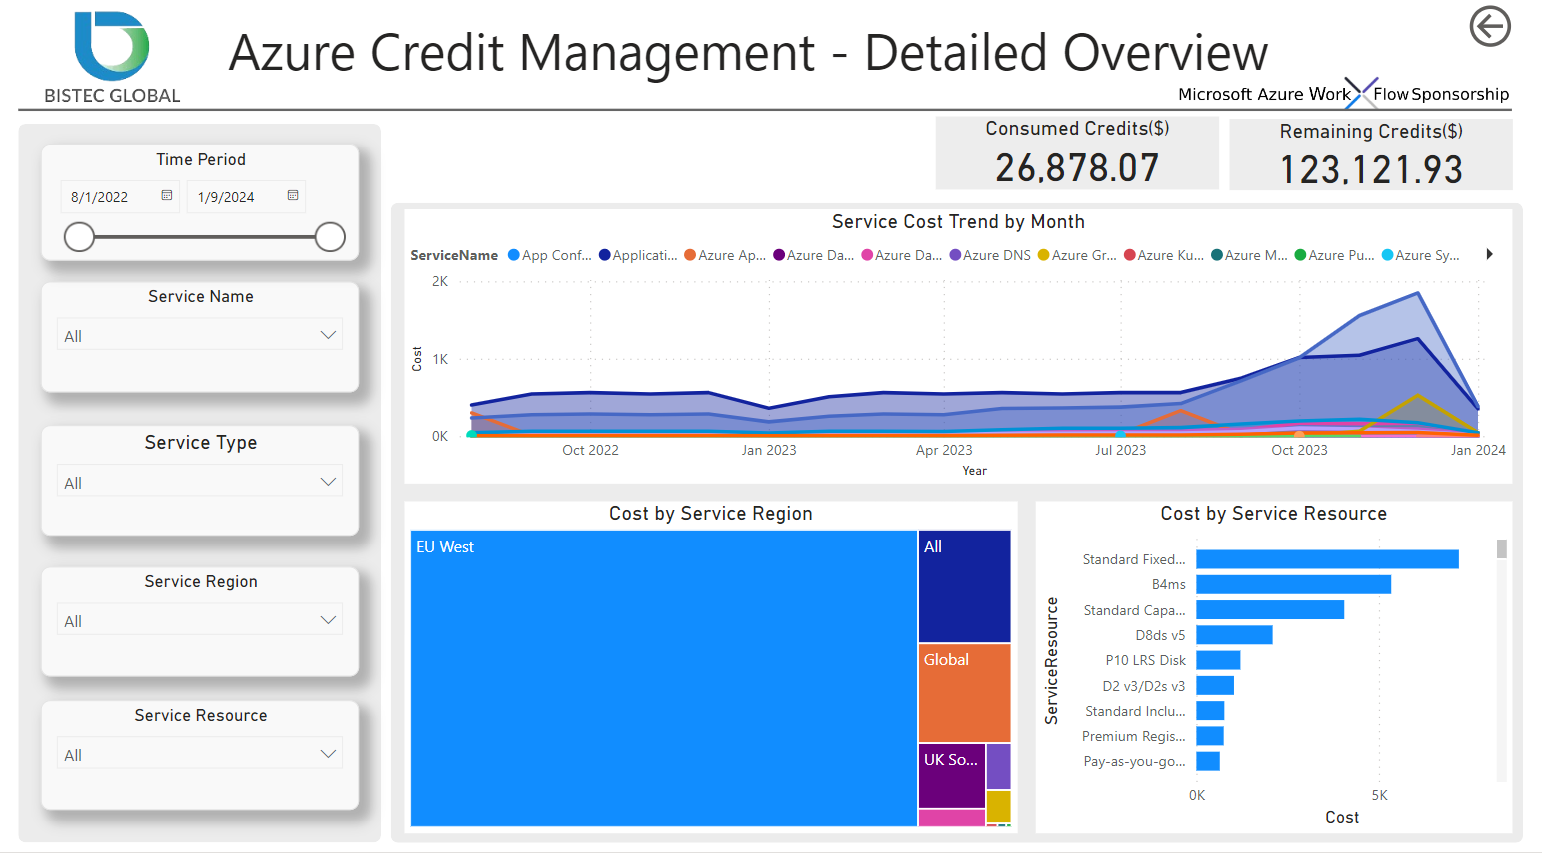 BISTEC GLOBAL
Azure Credit Management - Detailed Overview
Microsoft Azure Work Flow Sponsorship
Time Period
8/1/2022
1/9/2024
Service Name
All
Service Type
All
Service Region
All
Service Resource
All
Consumed Credits($)
26,878.07
Remaining Credits($)
123,121.93
Service Cost Trend by Month
ServiceName App Conf... Applicati... Azure Ap... Azure Da... Azure Da... Azure DNS Azure Gr... Azure Ku... Azure M... Azure Pu... Azure Sy...
2K
1K
0K
Cost
Oct 2022 Jan 2023 Apr 2023 Jul 2023 Oct 2023 Jan 2024
Year
Cost by Service Region
EU West
All
Global
UK So...
Cost by Service Resource
ServiceResource
Standard Fixed...
B4ms
Standard Capa...
D8ds v5
P10 LRS Disk
D2 v3/D2s v3
Standard Inclu...
Premium Regis...
Pay-as-you-go...
0K 5K
Cost